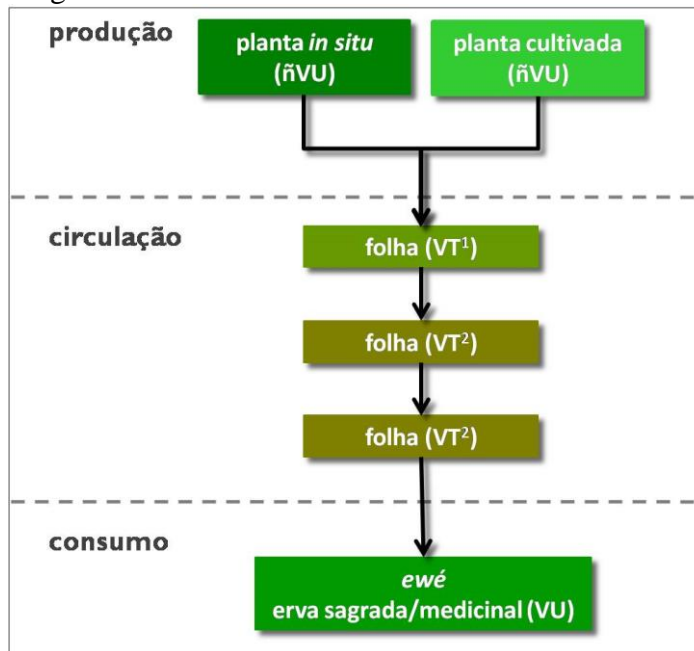 produção
planta in situ
(ñVU)
planta cultivada
(ñVU)
circulação
folha (VT¹)
folha (VT²)
folha (VT²)
consumo
ewé
erva sagrada/medicinal (VU)